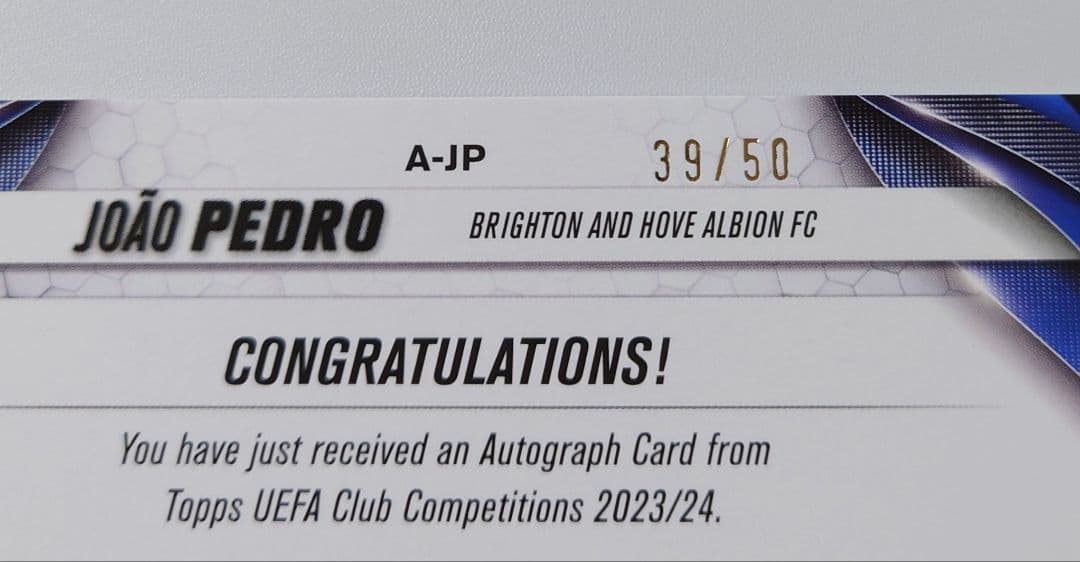 A-JP 39/50
JOÃO PEDRO BRIGHTON AND HOVE ALBION FC
CONGRATULATIONS!
You have just received an Autograph Card from
Topps UEFA Club Competitions 2023/24.